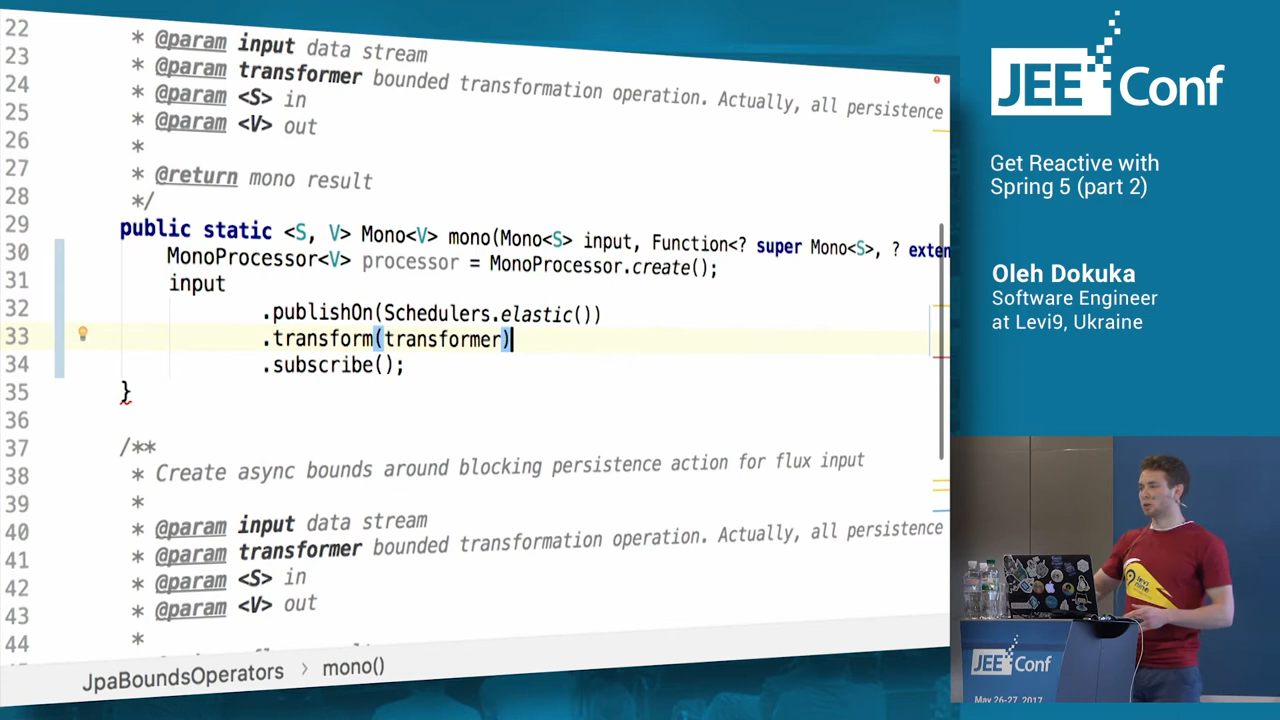 22
23 * @param input data stream
24 * @param transformer bounded transformation operation. Actually, all persistence
25 * @param <S> in
26 * @param <V> out
27 *
28 * @return mono result
29 */
public static <S, V> Mono<V> mono(Mono<S> input, Function<? super Mono<S>, ? exten
30 MonoProcessor<V> processor = MonoProcessor.create();
31 input
32 .publishOn(Schedulers.elastic())
33 .transform(transformer)
34 .subscribe();
35 }
36
37 /**
38 * Create async bounds around blocking persistence action for flux input
39 *
40 * @param input data stream
41 * @param transformer bounded transformation operation. Actually, all persistence
42 * @param <S> in
43 * @param <V> out
44 *
JpaBoundsOperators > mono()
JEEConf
Get Reactive with
Spring 5 (part 2)
Oleh Dokuka
Software Engineer
at Levi9, Ukraine
JEEConf
May 26-27, 2017